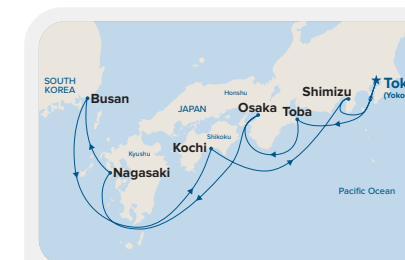 SOUTH
KOREA
Busan
Honshu
JAPAN
Osaka
Toba
Shimizu
Tok
(Yoko
Shikoku
Kochi
Kyushu
Nagasaki
Pacific Ocean